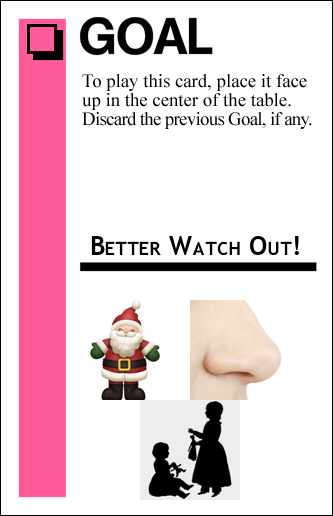 GOAL
To play this card, place it face
up in the center of the table.
Discard the previous Goal, if any.
BETTER WATCH OUT!